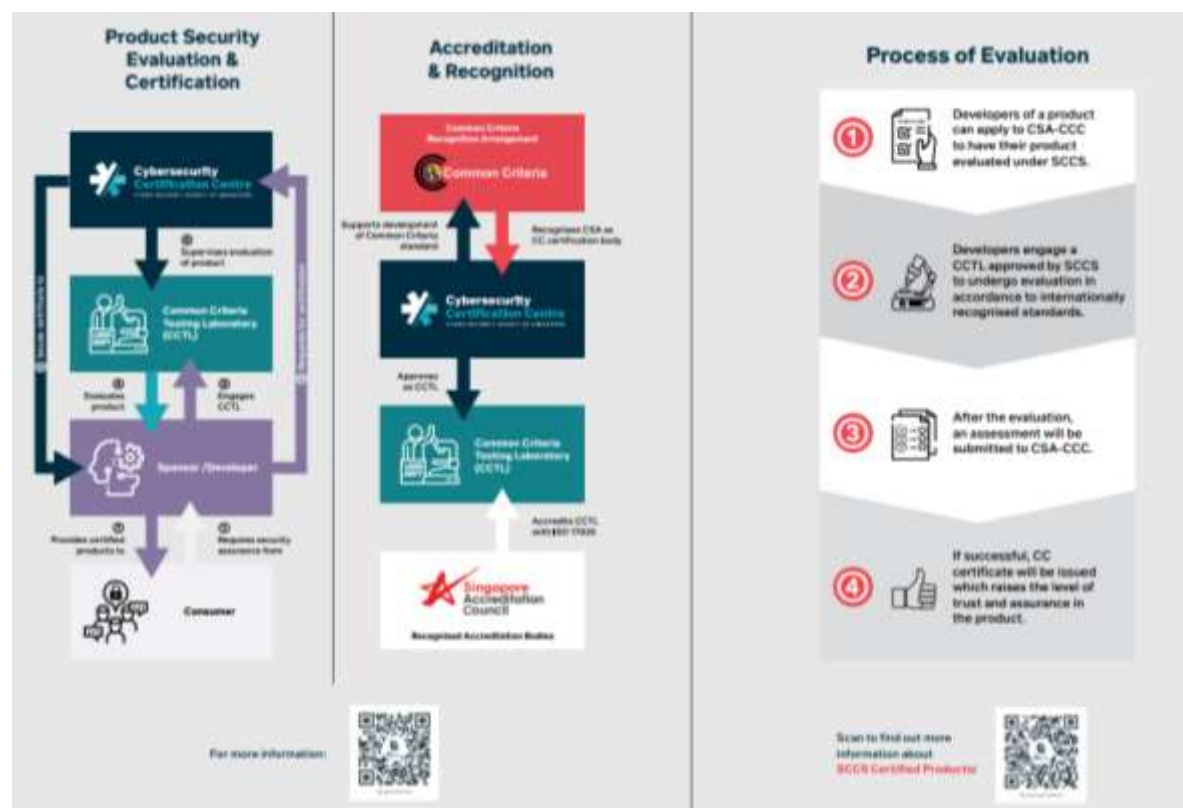 Product Security
Evaluation &
Certification
Cybersecurity
Certification Centre
Supervises evaluation
of product
Common Criteria
Testing Laboratory
(CCTL)
Evaluates
product
Engages
CCTL
Sponsor /Developer
Provides certified
products to
Requires security
assurance from
Consumer
Accreditation
& Recognition
Common Criteria
Recognition Arrangement
Common Criteria
Supports development
of Common Criteria
standard
Recognises CSA as
CC certification body
Cybersecurity
Certification Centre
Approves
as CCTL
Common Criteria
Testing Laboratory
(CCTL)
Accredits CCTL
with ISO
Singapore
Accreditation
Council
Recognised Accreditation Bodies
For more information:
Process of Evaluation
1
Developers of a product
can apply to CSA-CCC
to have their product
evaluated under SCCS.
2
Developers engage a
CCTL approved by SCCS
to undergo evaluation in
accordance to internationally
recognised standards.
3
After the evaluation,
an assessment will be
submitted to CSA-CCC.
4
If successful, CC
certificate will be issued
which raises the level of
trust and assurance in
the product.
Scan to find out more
information about
SCCS Certified Products!